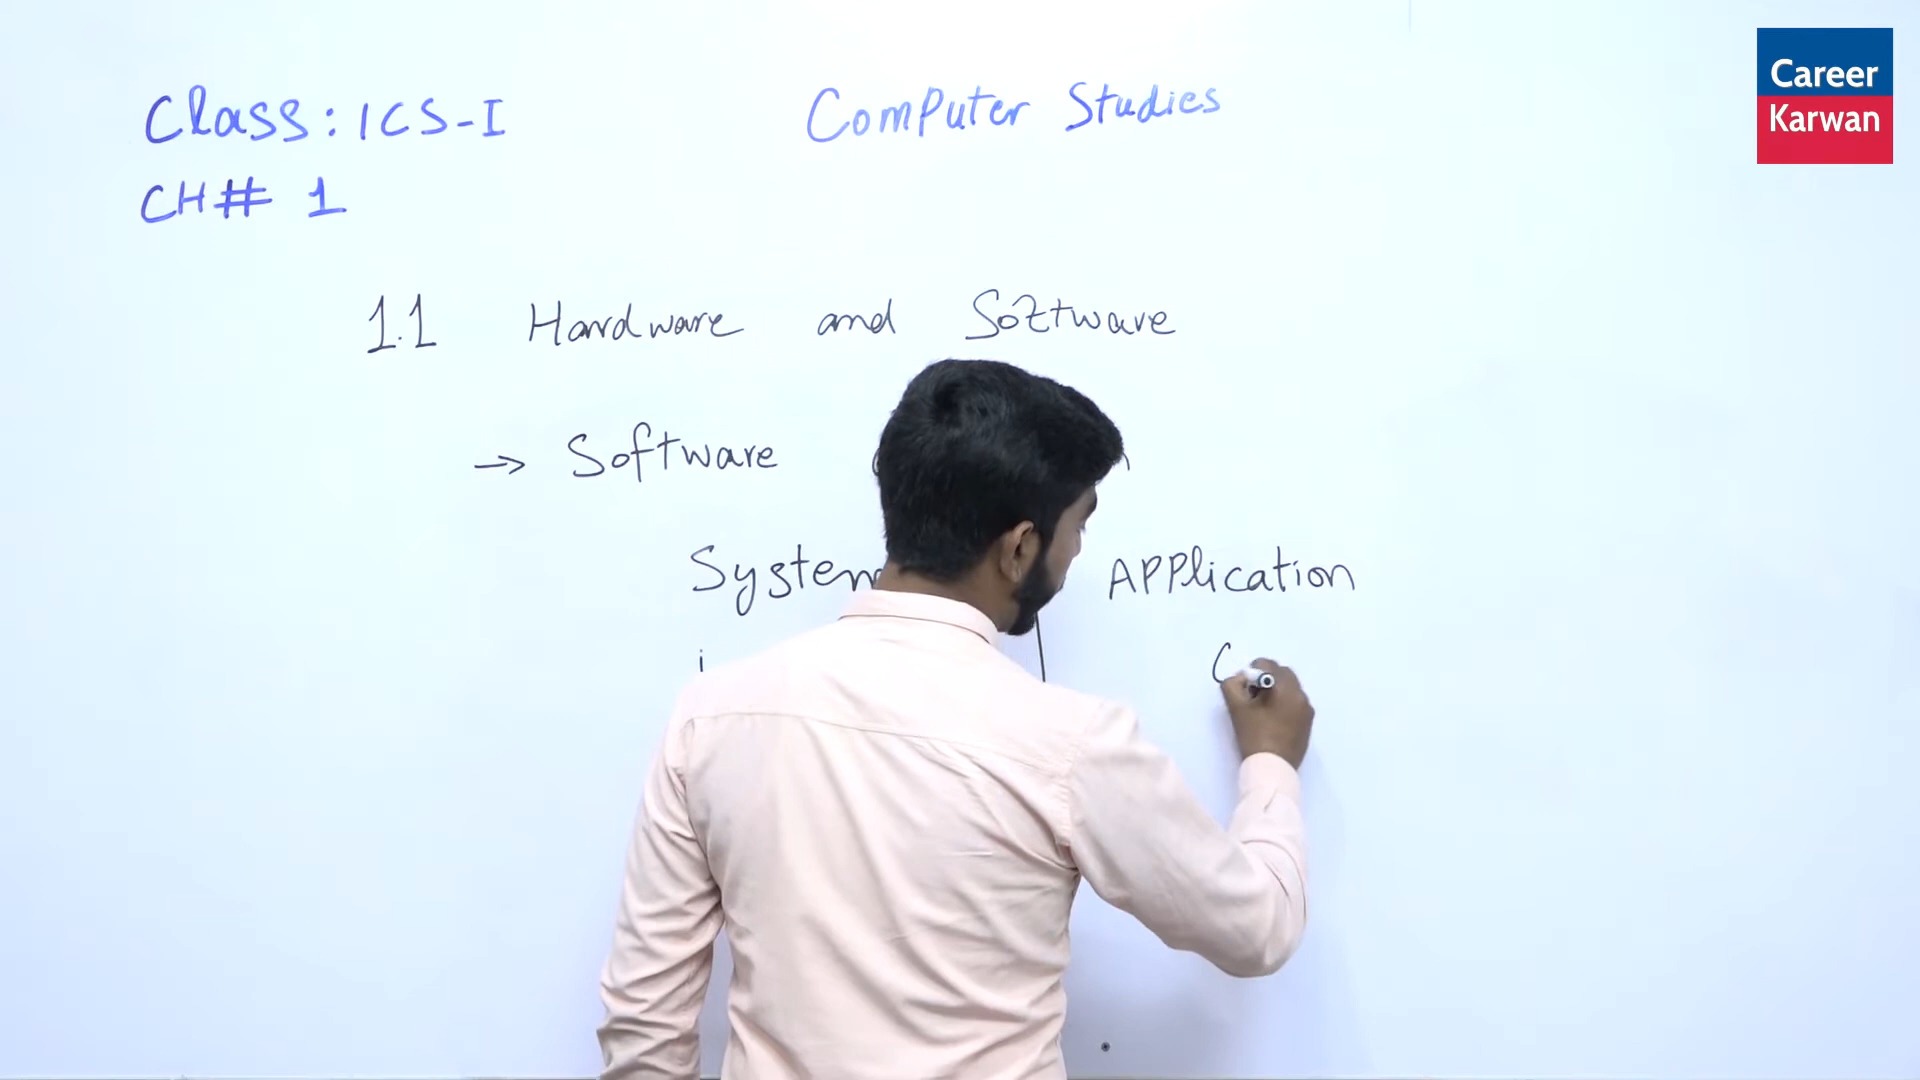 Career
Karwan
Class: ICS-I
Computer Studies
CH# 1
1.1 Hardware and Software
→ Software
System
Application